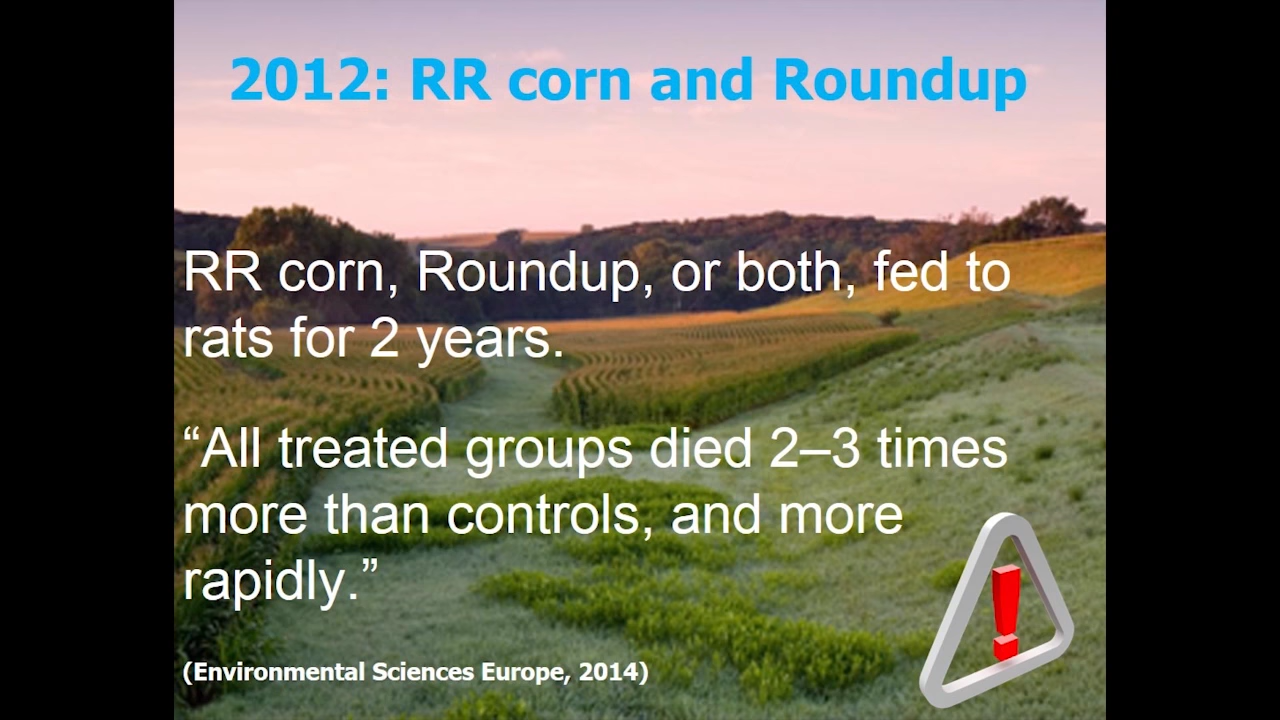 2012: RR corn and Roundup
RR corn, Roundup, or both, fed to
rats for 2 years.
“All treated groups died 2–3 times
more than controls, and more
rapidly.”
(Environmental Sciences Europe, 2014)